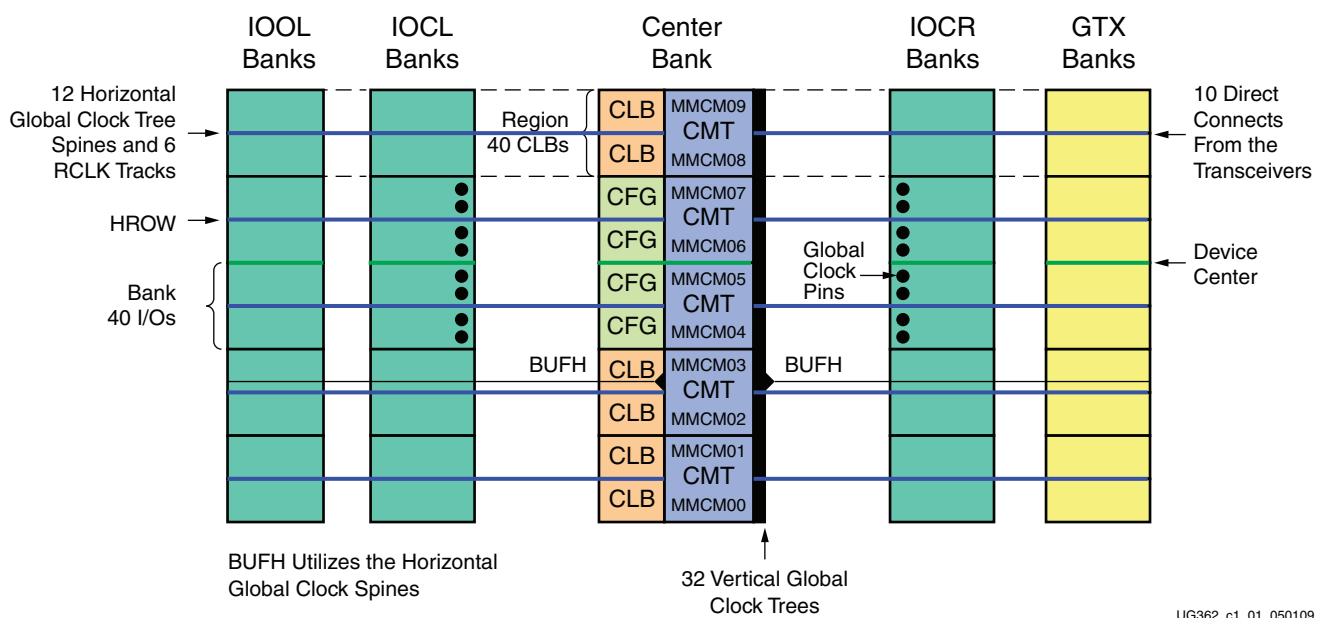 IOOL
Banks
IOCL
Banks
Center
Bank
IOCR
Banks
GTX
Banks
12 Horizontal
Global Clock Tree
Spines and 6
RCLK Tracks
Region
40 CLBs
CLB
CLB
MMCM09
CMT
MMCM08
10 Direct
Connects
From the
Transceivers
HROW
CFG
CFG
MMCM07
CMT
MMCM06
Global
Clock
Pins
Device
Center
Bank
40 I/Os
CFG
CFG
MMCM05
CMT
MMCM04
BUFH
CLB
CLB
MMCM03
CMT
MMCM02
BUFH
CLB
CLB
MMCM01
CMT
MMCM00
BUFH Utilizes the Horizontal
Global Clock Spines
32 Vertical Global
Clock Trees
UG362_c1_01_050109